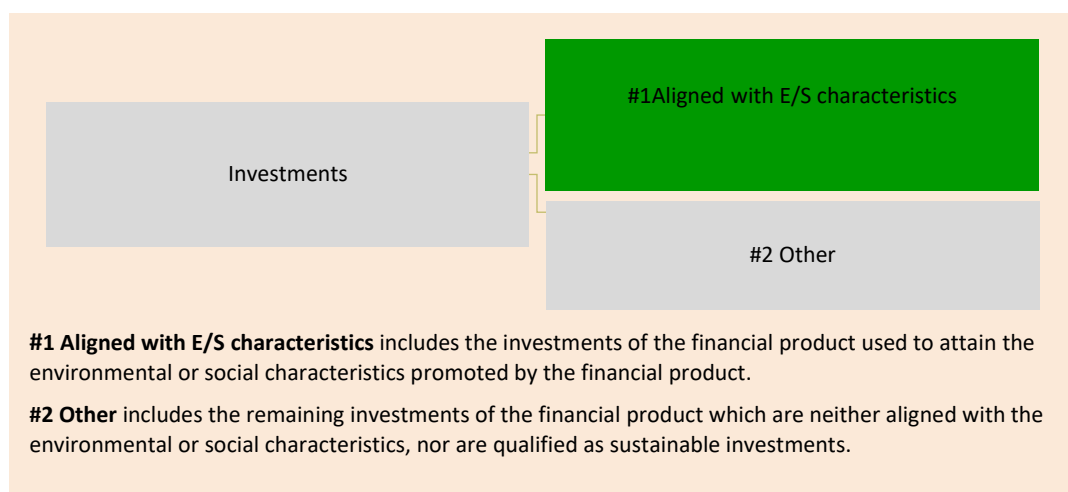 #1Aligned with E/S characteristics
Investments
#2 Other
#1 Aligned with E/S characteristics includes the investments of the financial product used to attain the
environmental or social characteristics promoted by the financial product.
#2 Other includes the remaining investments of the financial product which are neither aligned with the
environmental or social characteristics, nor are qualified as sustainable investments.